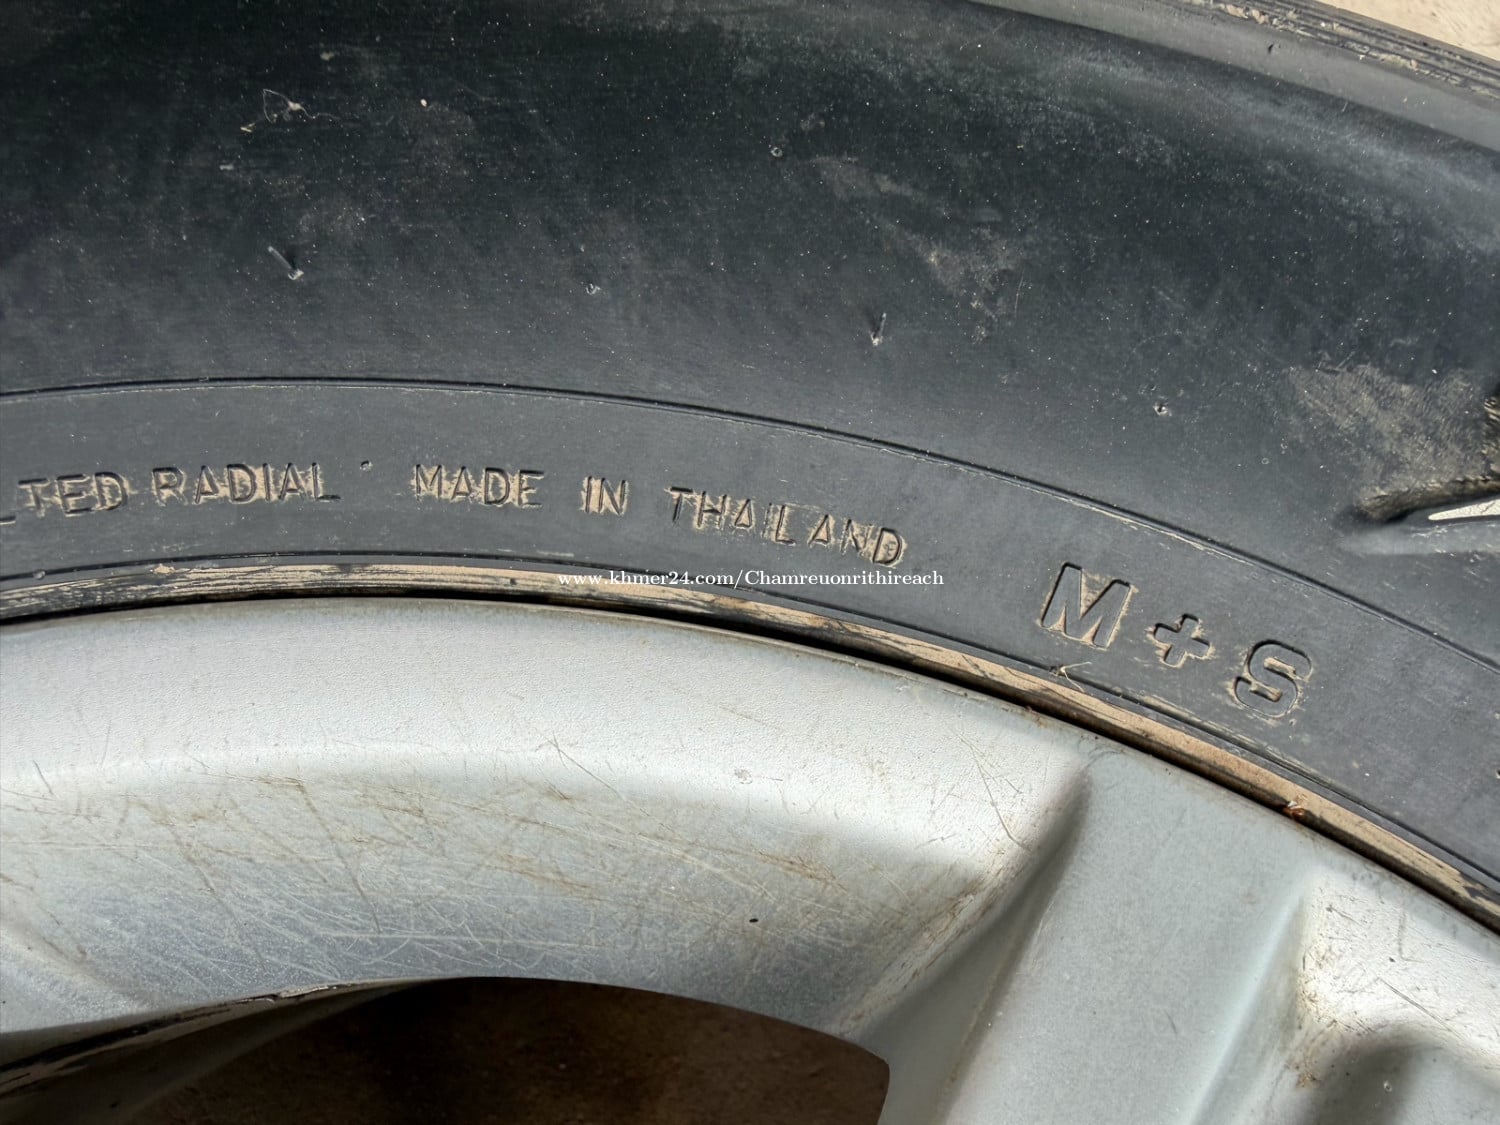 LTED RADIAL MADE IN THAILAND
www.khmer24.com/Chamreuonrithireach
M + S